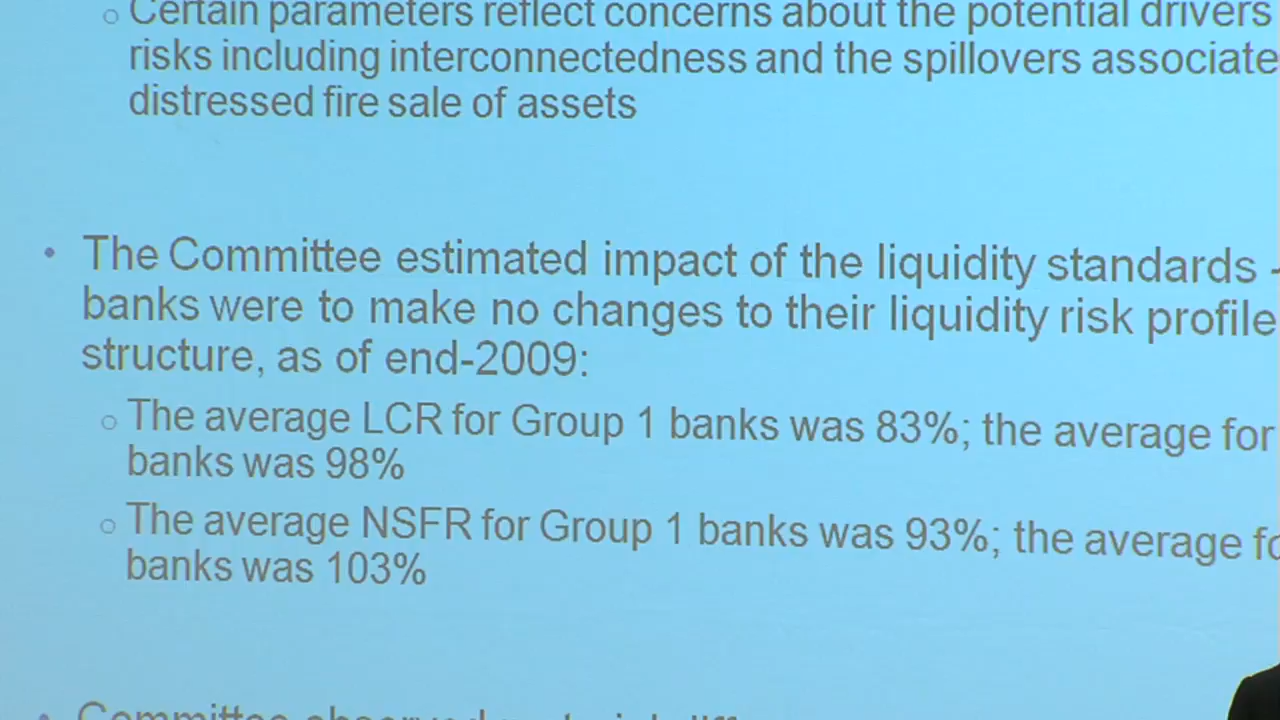 Certain parameters reflect concerns about the potential drivers
risks including interconnectedness and the spillovers associate
distressed fire sale of assets
• The Committee estimated impact of the liquidity standards -
banks were to make no changes to their liquidity risk profile
structure, as of end-2009:
The average LCR for Group 1 banks was 83%; the average for
banks was 98%
The average NSFR for Group 1 banks was 93%; the average fo
banks was 103%
• Committee observed